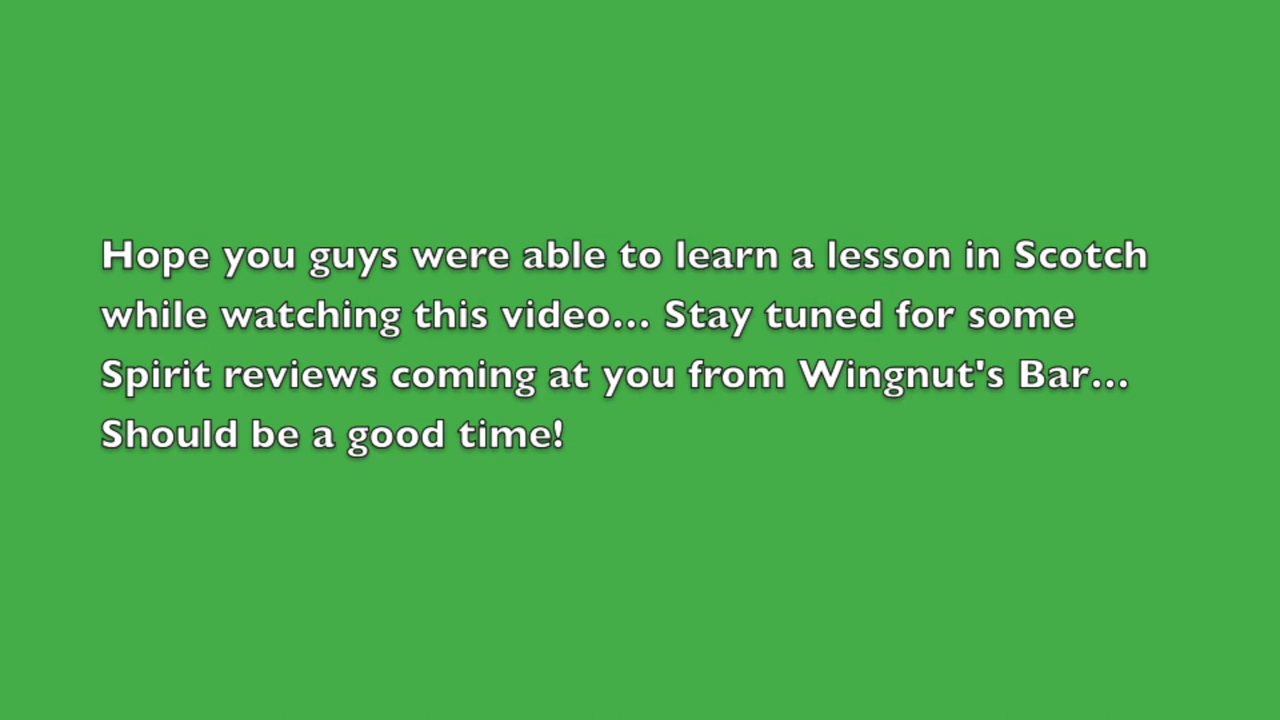 Hope you guys were able to learn a lesson in Scotch
while watching this video... Stay tuned for some
Spirit reviews coming at you from Wingnut's Bar...
Should be a good time!